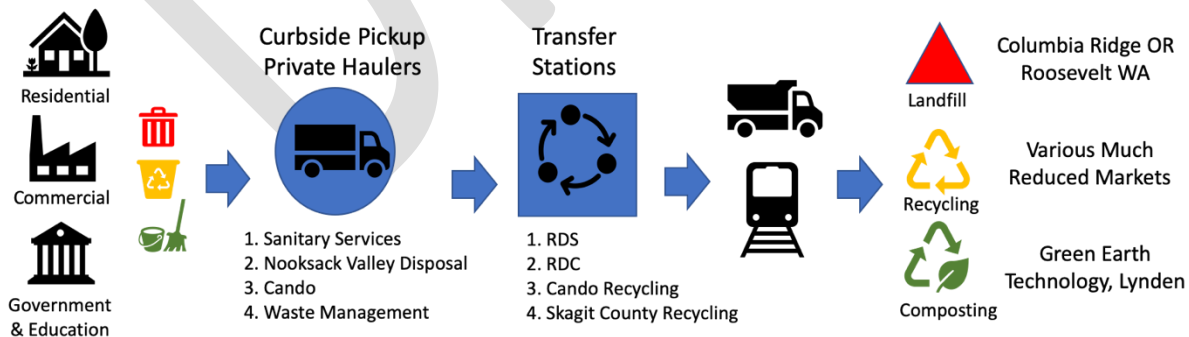 Residential
Commercial
Government
& Education
Curbside Pickup
Private Haulers
1. Sanitary Services
2. Nooksack Valley Disposal
3. Cando
4. Waste Management
Transfer
Stations
1. RDS
2. RDC
3. Cando Recycling
4. Skagit County Recycling
Landfill
Columbia Ridge OR
Roosevelt WA
Recycling
Various Much
Reduced Markets
Composting
Green Earth
Technology, Lynden